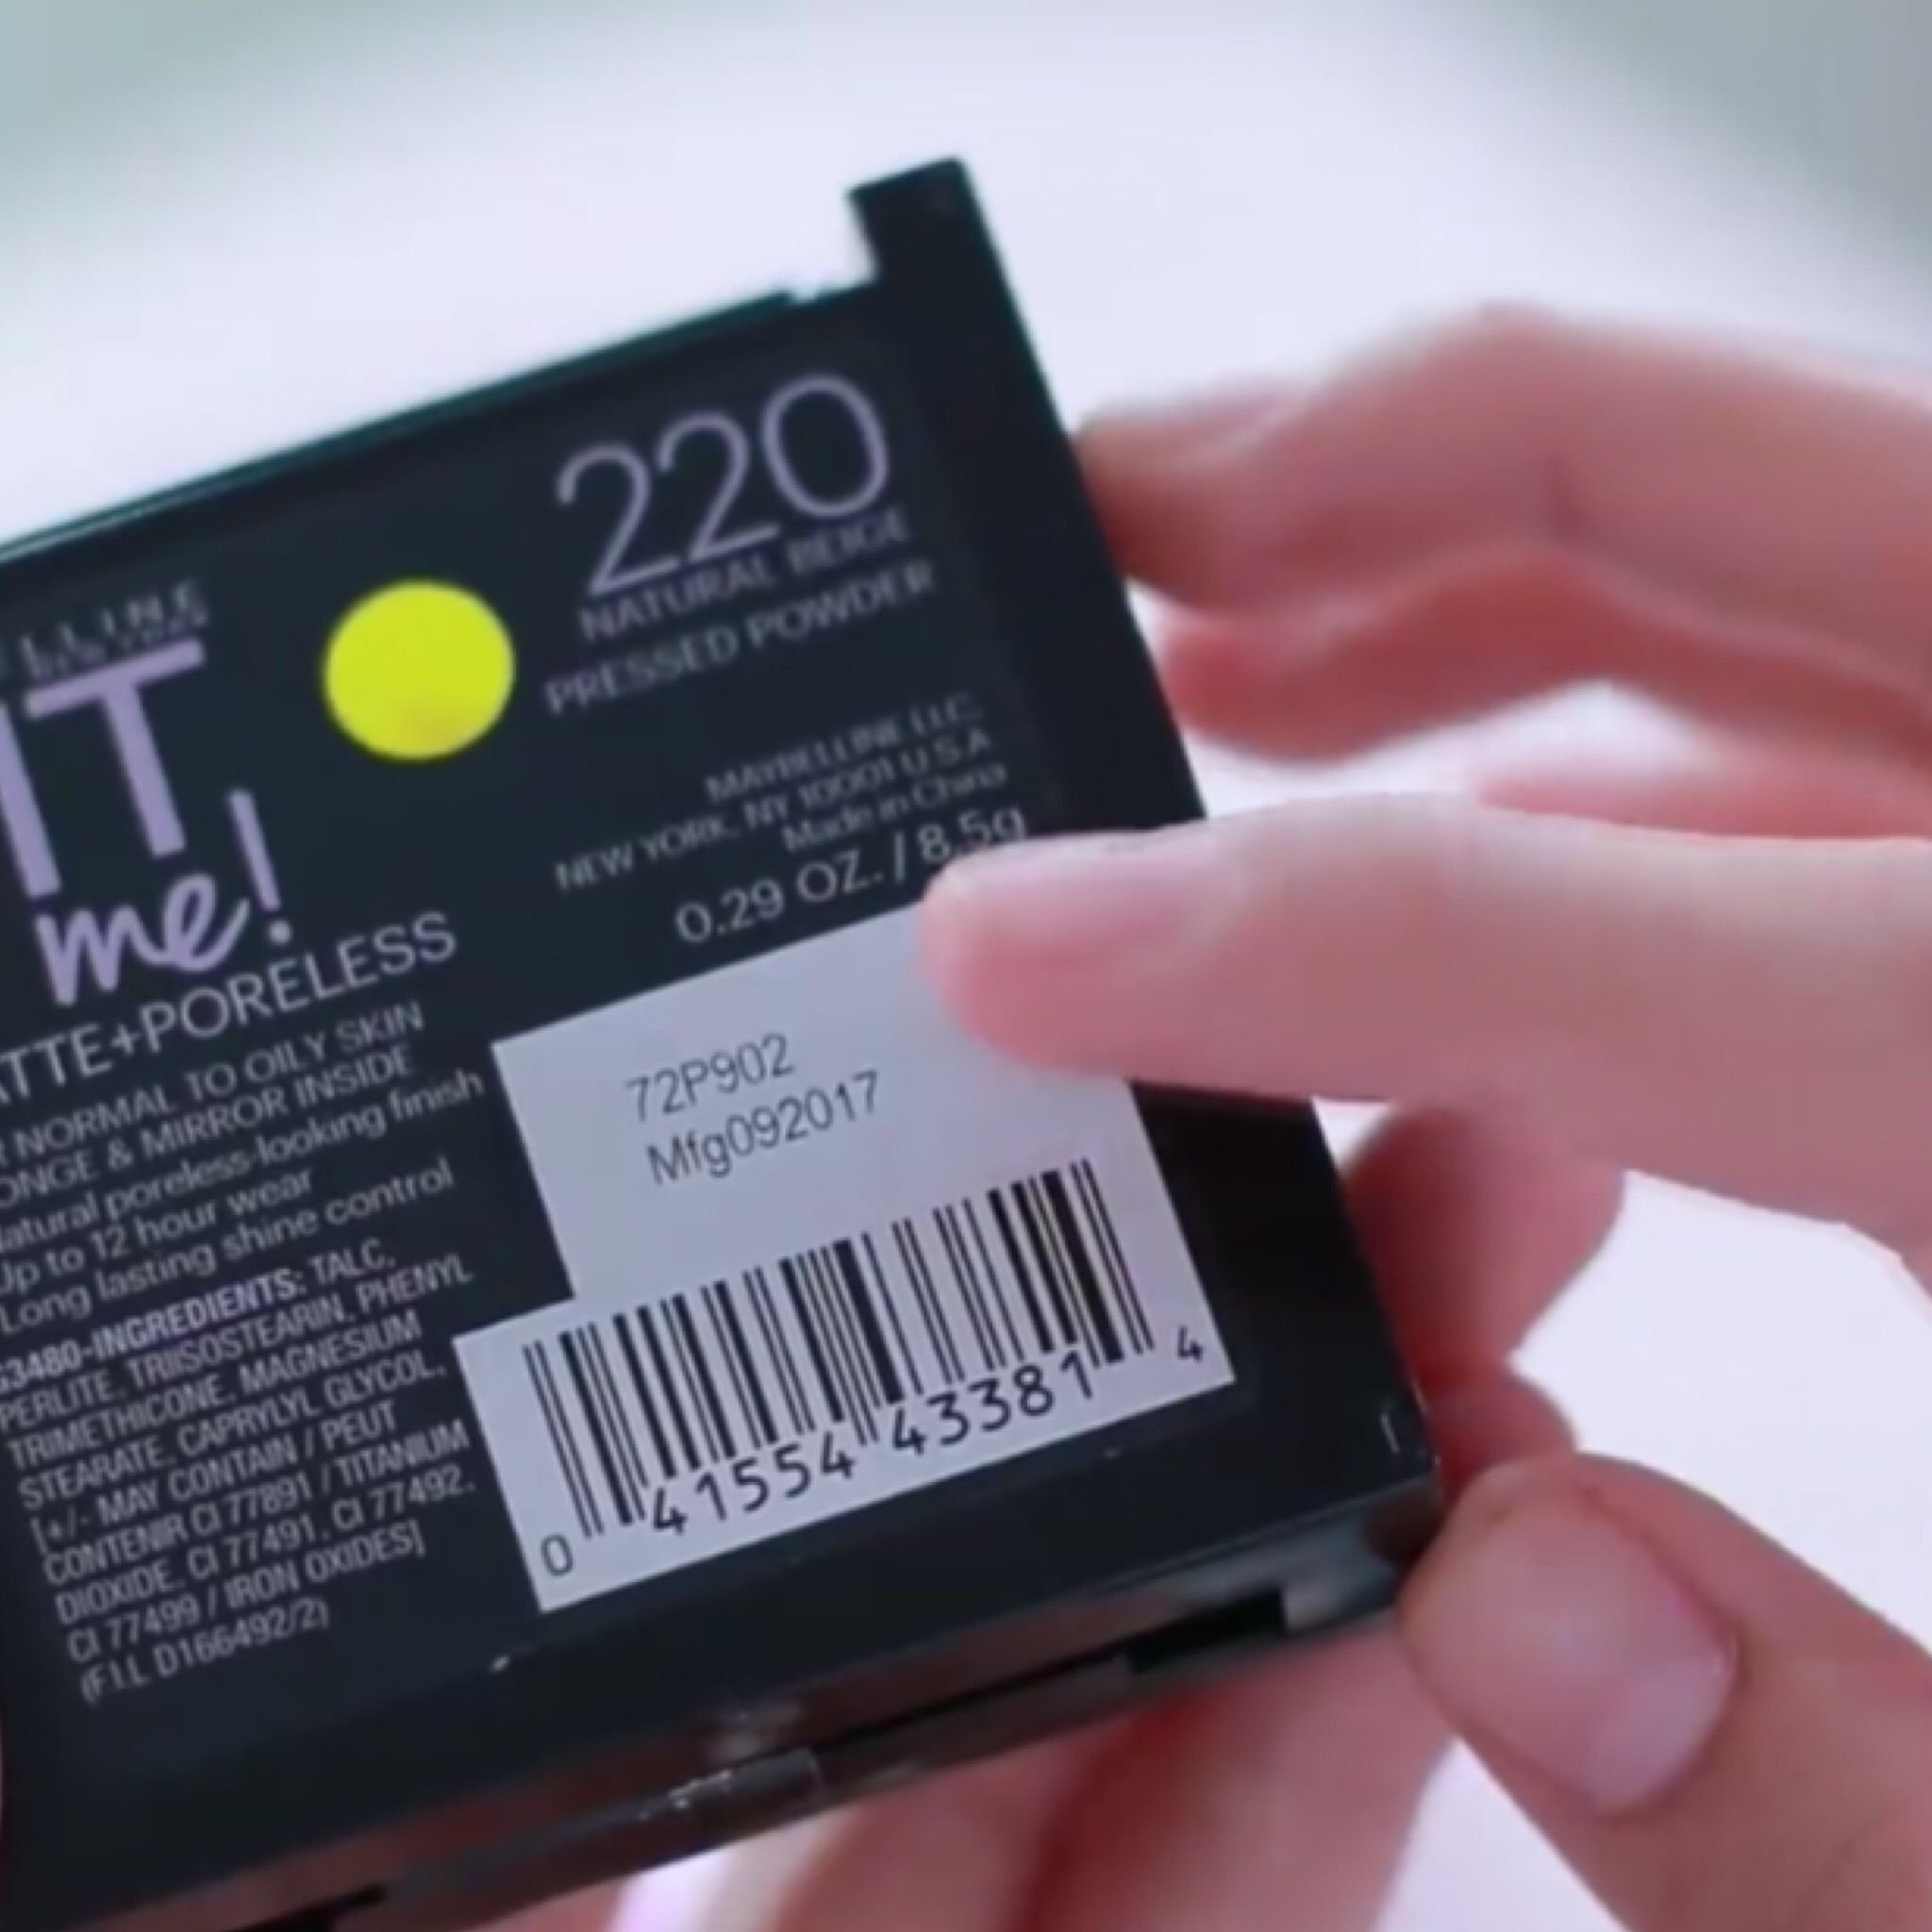 220
NATURAL BEIGE
PRESSED POWDER
MAYBELLINE LLC,
NEW YORK, NY 10001 U.S.A
Made in China
0.29 OZ. / 8.5g
72P902
Mfg092017
0 41554 43381 4
IT
me!
TTE+PORELESS
NORMAL TO OILY SKIN
ONGE & MIRROR INSIDE
atural poreless-looking finish
Up to 12 hour wear
Long lasting shine control
G3480-INGREDIENTS: TALC,
PERLITE, TRIISOSTEARIN, PHENYL
TRIMETHICONE, MAGNESIUM
STEARATE, CAPRYLYL GLYCOL,
[+/- MAY CONTAIN / PEUT
CONTENIR CI 77891 / TITANIUM
DIOXIDE, CI 77491, CI 77492,
CI 77499 / IRON OXIDES]
(F.I.L D166492/2)